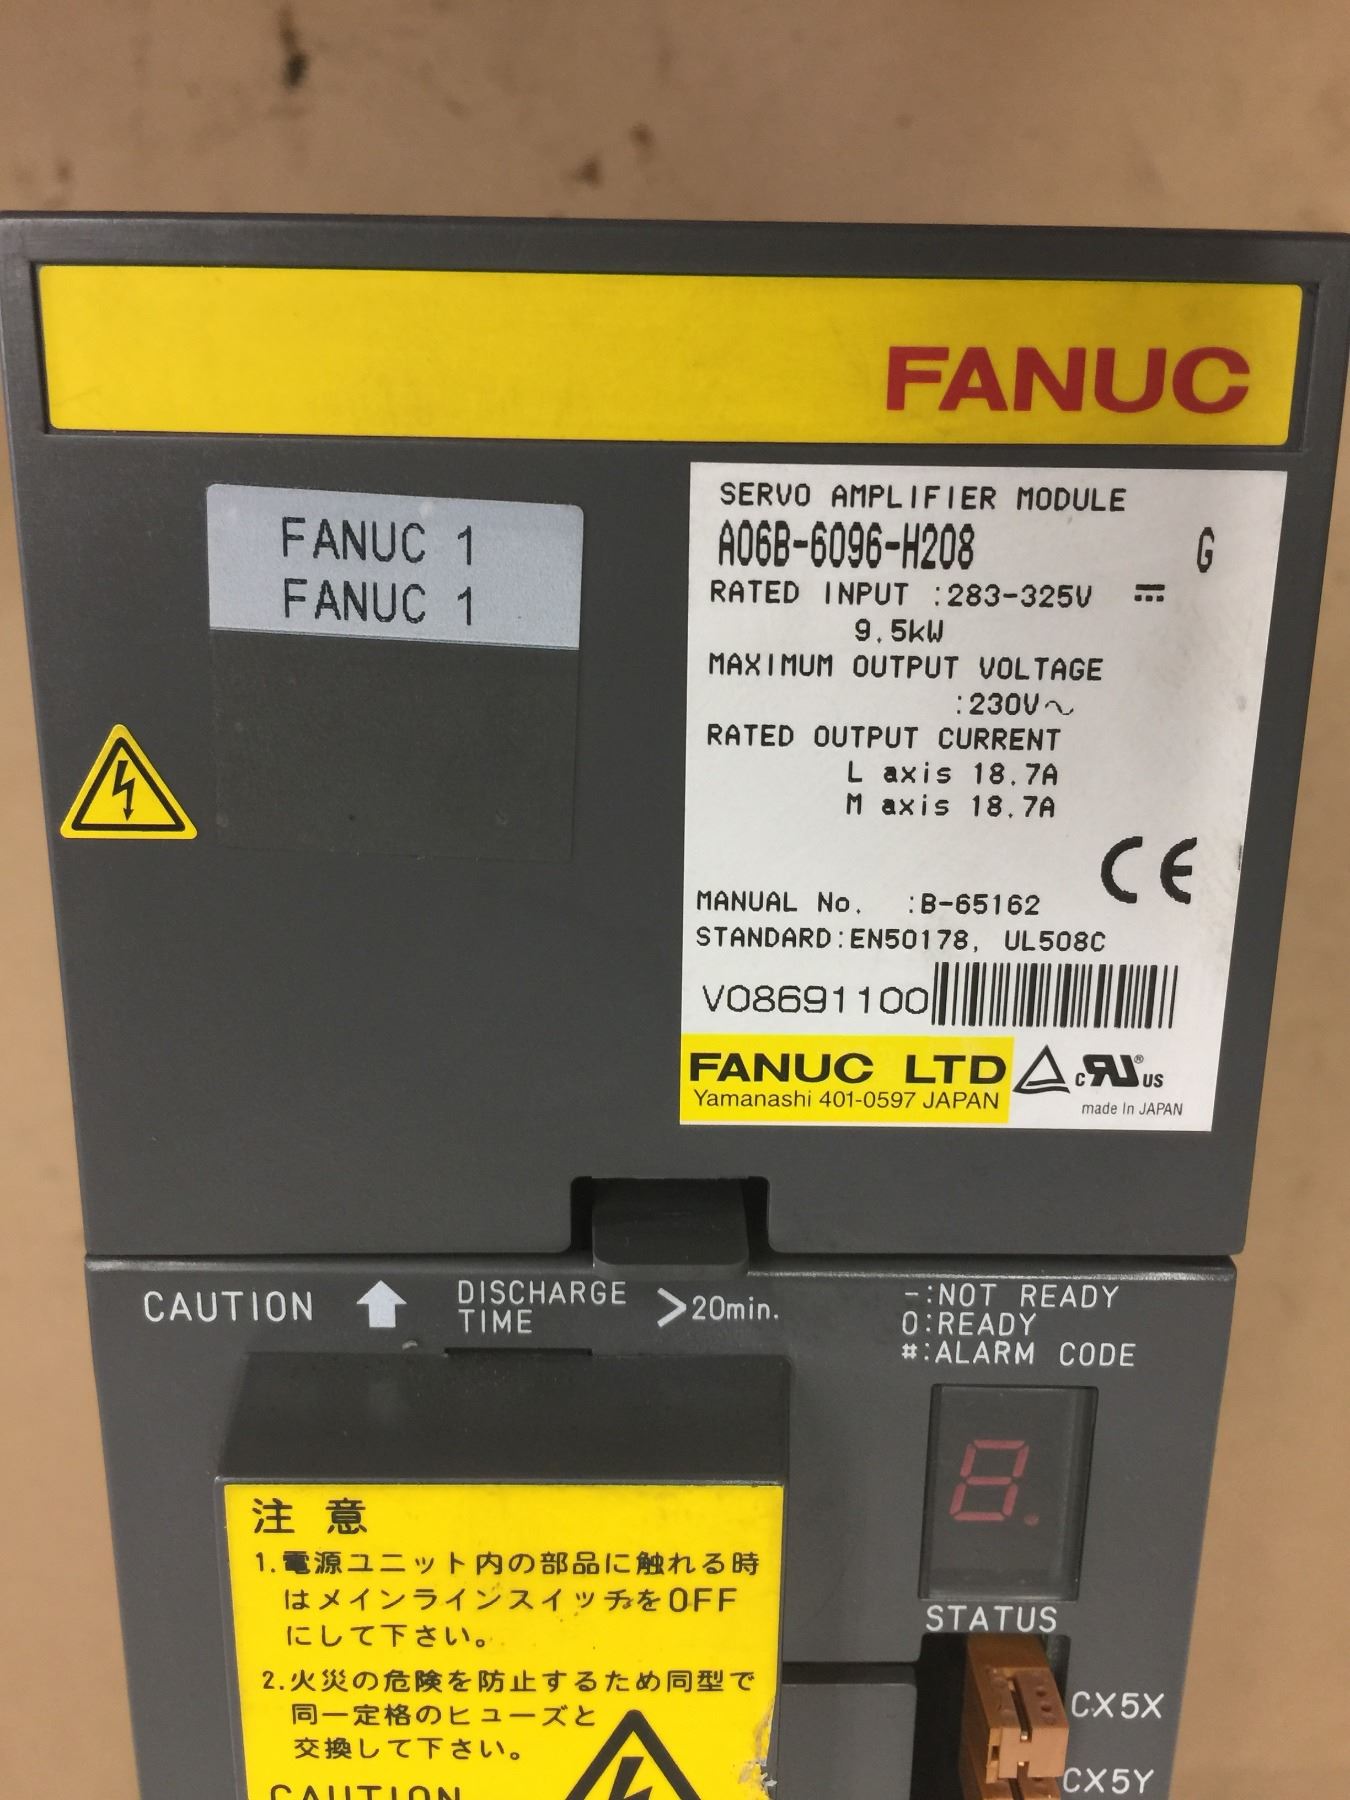 FANUC
FANUC 1
FANUC 1
SERVO AMPLIFIER MODULE
A06B-6096-H208 G
RATED INPUT :283-325V ⎓
9.5kW
MAXIMUM OUTPUT VOLTAGE
:230V～
RATED OUTPUT CURRENT
L axis 18.7A
M axis 18.7A
CE
MANUAL No. :B-65162
STANDARD:EN50178, UL508C
V08691100
FANUC LTD
Yamanashi 401-0597 JAPAN
c RU ® US
made In JAPAN
CAUTION
DISCHARGE
TIME
>20min.
-:NOT READY
0:READY
#:ALARM CODE
8.
STATUS
CX5X
CX5Y
注 意
1.電源ユニット内の部品に触れる時
はメインラインスイッチをOFF
にして下さい。
2.火災の危険を防止するため同型で
同一定格のヒューズと
交換して下さい。
CAUTION